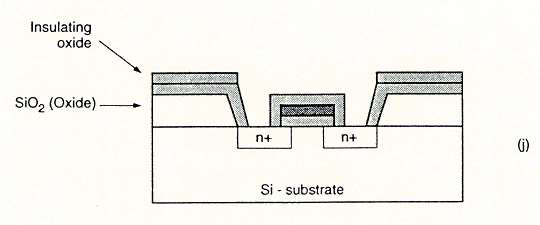 Insulating
oxide
SiO₂ (Oxide)
n+ n+
(j)
Si - substrate